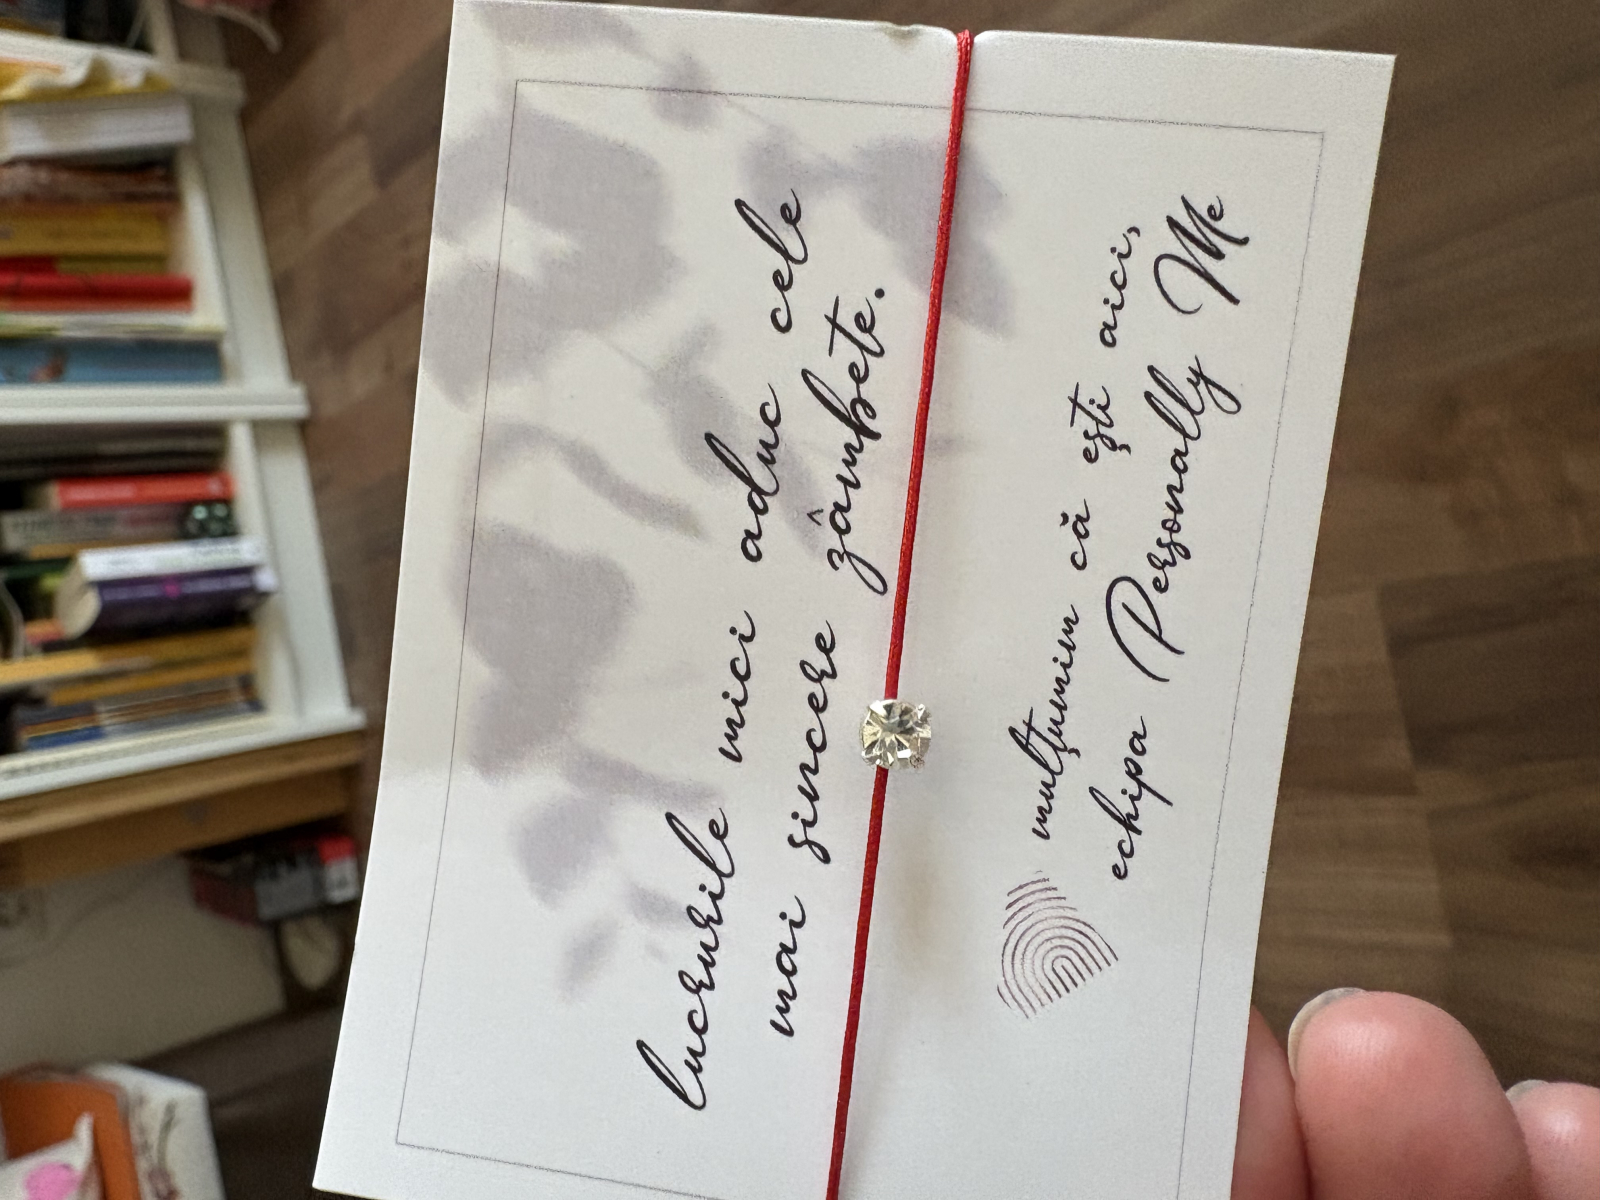 lucrurile mici aduc cele
mai sincere zâmbete.
mulțumim că ești aici,
echipa Personally Me